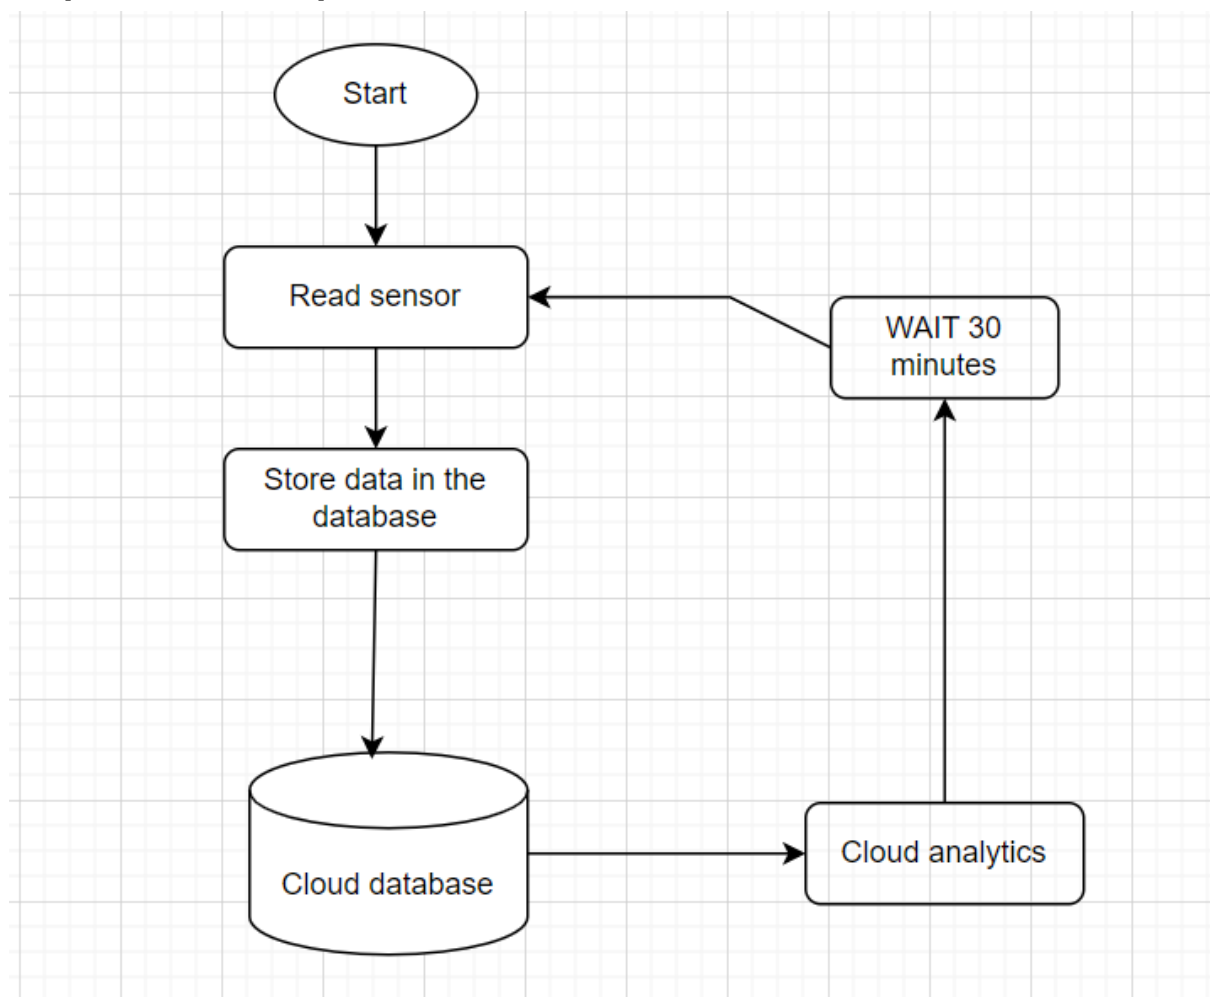 Start
Read sensor
WAIT 30
minutes
Store data in the
database
Cloud database
Cloud analytics